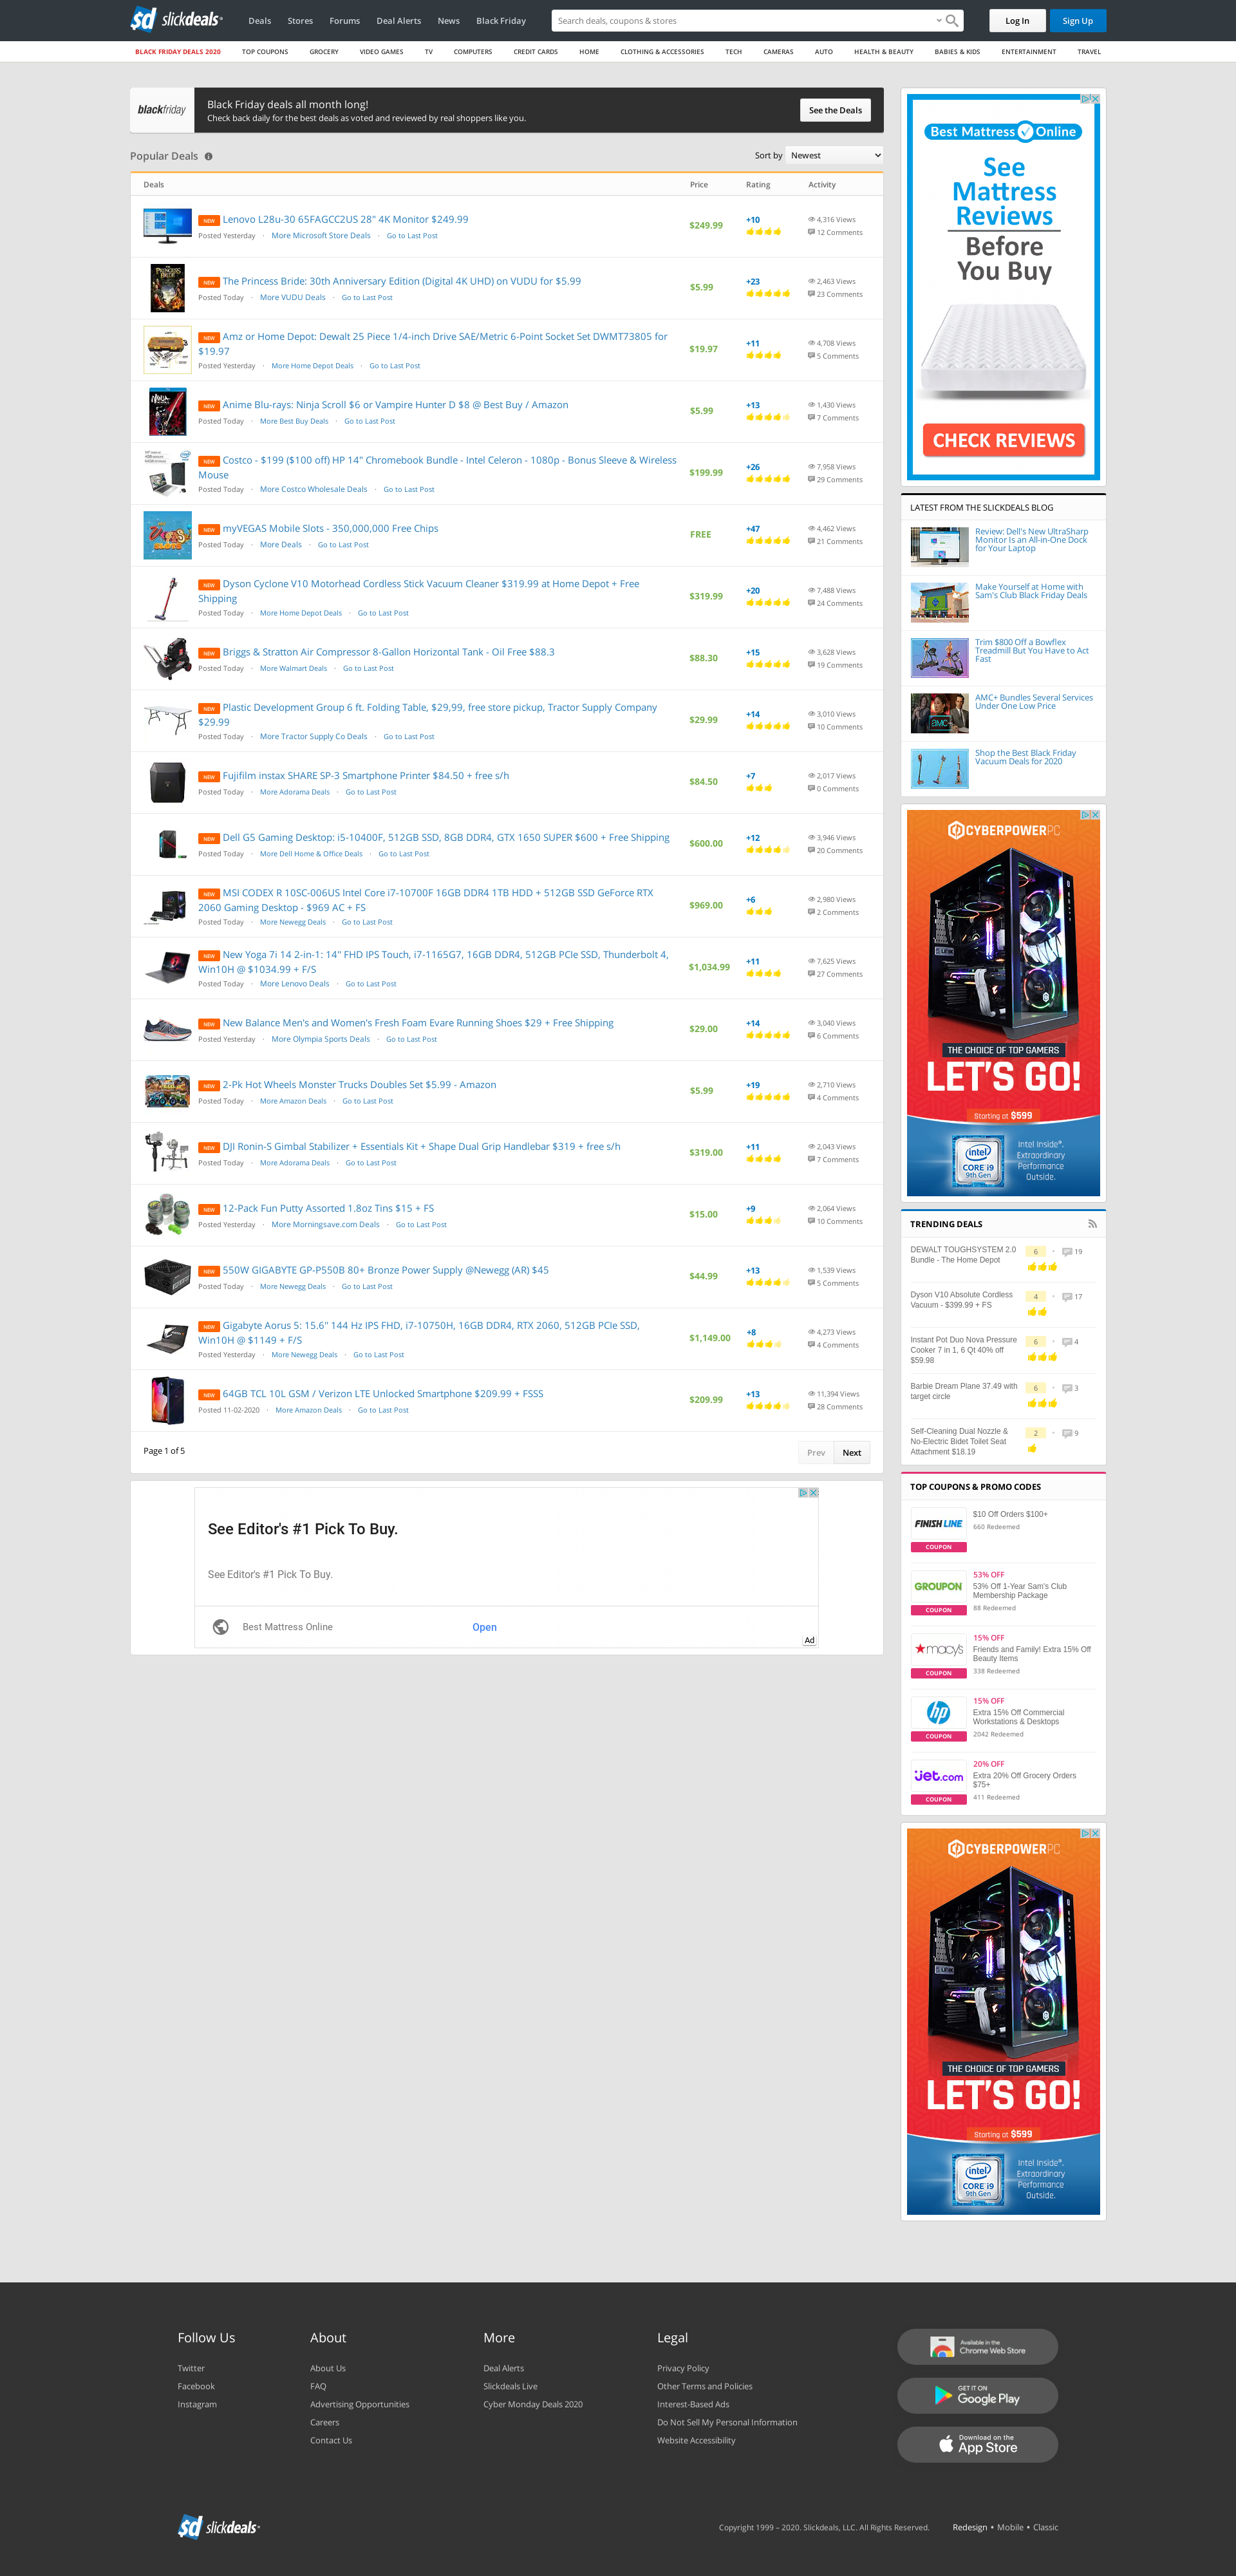 slickdeals
Deals
Stores
Forums
Deal Alerts
News
Black Friday
Search deals, coupons & stores
Log In
Sign Up
BLACK FRIDAY DEALS 2020
TOP COUPONS
GROCERY
VIDEO GAMES
TV
COMPUTERS
CREDIT CARDS
HOME
CLOTHING & ACCESSORIES
TECH
CAMERAS
AUTO
HEALTH & BEAUTY
BABIES & KIDS
ENTERTAINMENT
TRAVEL
blackfriday
Black Friday deals all month long!
Check back daily for the best deals as voted and reviewed by real shoppers like you.
See the Deals
Popular Deals
Sort by Newest
Deals Price Rating Activity
NEW Lenovo L28u-30 65FAGCC2US 28" 4K Monitor $249.99
Posted Yesterday · More Microsoft Store Deals · Go to Last Post
$249.99
+10
4,316 Views
12 Comments
NEW The Princess Bride: 30th Anniversary Edition (Digital 4K UHD) on VUDU for $5.99
Posted Today · More VUDU Deals · Go to Last Post
$5.99
+23
2,463 Views
23 Comments
NEW Amz or Home Depot: Dewalt 25 Piece 1/4-inch Drive SAE/Metric 6-Point Socket Set DWMT73805 for
$19.97
Posted Yesterday · More Home Depot Deals · Go to Last Post
$19.97
+11
4,708 Views
5 Comments
NEW Anime Blu-rays: Ninja Scroll $6 or Vampire Hunter D $8 @ Best Buy / Amazon
Posted Today · More Best Buy Deals · Go to Last Post
$5.99
+13
1,430 Views
7 Comments
NEW Costco - $199 ($100 off) HP 14" Chromebook Bundle - Intel Celeron - 1080p - Bonus Sleeve & Wireless
Mouse
Posted Today · More Costco Wholesale Deals · Go to Last Post
$199.99
+26
7,958 Views
29 Comments
NEW myVEGAS Mobile Slots - 350,000,000 Free Chips
Posted Today · More Deals · Go to Last Post
FREE
+47
4,462 Views
21 Comments
NEW Dyson Cyclone V10 Motorhead Cordless Stick Vacuum Cleaner $319.99 at Home Depot + Free
Shipping
Posted Today · More Home Depot Deals · Go to Last Post
$319.99
+20
7,488 Views
24 Comments
NEW Briggs & Stratton Air Compressor 8-Gallon Horizontal Tank - Oil Free $88.3
Posted Today · More Walmart Deals · Go to Last Post
$88.30
+15
3,628 Views
19 Comments
NEW Plastic Development Group 6 ft. Folding Table, $29,99, free store pickup, Tractor Supply Company
$29.99
Posted Today · More Tractor Supply Co Deals · Go to Last Post
$29.99
+14
3,010 Views
10 Comments
NEW Fujifilm instax SHARE SP-3 Smartphone Printer $84.50 + free s/h
Posted Today · More Adorama Deals · Go to Last Post
$84.50
+7
2,017 Views
0 Comments
NEW Dell G5 Gaming Desktop: i5-10400F, 512GB SSD, 8GB DDR4, GTX 1650 SUPER $600 + Free Shipping
Posted Today · More Dell Home & Office Deals · Go to Last Post
$600.00
+12
3,946 Views
20 Comments
NEW MSI CODEX R 10SC-006US Intel Core i7-10700F 16GB DDR4 1TB HDD + 512GB SSD GeForce RTX
2060 Gaming Desktop - $969 AC + FS
Posted Today · More Newegg Deals · Go to Last Post
$969.00
+6
2,980 Views
2 Comments
NEW New Yoga 7i 14 2-in-1: 14" FHD IPS Touch, i7-1165G7, 16GB DDR4, 512GB PCIe SSD, Thunderbolt 4,
Win10H @ $1034.99 + F/S
Posted Today · More Lenovo Deals · Go to Last Post
$1,034.99
+11
7,625 Views
27 Comments
NEW New Balance Men's and Women's Fresh Foam Evare Running Shoes $29 + Free Shipping
Posted Yesterday · More Olympia Sports Deals · Go to Last Post
$29.00
+14
3,040 Views
6 Comments
NEW 2-Pk Hot Wheels Monster Trucks Doubles Set $5.99 - Amazon
Posted Today · More Amazon Deals · Go to Last Post
$5.99
+19
2,710 Views
4 Comments
NEW DJI Ronin-S Gimbal Stabilizer + Essentials Kit + Shape Dual Grip Handlebar $319 + free s/h
Posted Today · More Adorama Deals · Go to Last Post
$319.00
+11
2,043 Views
7 Comments
NEW 12-Pack Fun Putty Assorted 1.8oz Tins $15 + FS
Posted Yesterday · More Morningsave.com Deals · Go to Last Post
$15.00
+9
2,064 Views
10 Comments
NEW 550W GIGABYTE GP-P550B 80+ Bronze Power Supply @Newegg (AR) $45
Posted Today · More Newegg Deals · Go to Last Post
$44.99
+13
1,539 Views
5 Comments
NEW Gigabyte Aorus 5: 15.6" 144 Hz IPS FHD, i7-10750H, 16GB DDR4, RTX 2060, 512GB PCIe SSD,
Win10H @ $1149 + F/S
Posted Yesterday · More Newegg Deals · Go to Last Post
$1,149.00
+8
4,273 Views
4 Comments
NEW 64GB TCL 10L GSM / Verizon LTE Unlocked Smartphone $209.99 + FSSS
Posted 11-02-2020 · More Amazon Deals · Go to Last Post
$209.99
+13
11,394 Views
28 Comments
Page 1 of 5
Prev
Next
See Editor's #1 Pick To Buy.
See Editor's #1 Pick To Buy.
Best Mattress Online
Open
Ad
Best Mattress Online
See
Mattress
Reviews
Before
You Buy
CHECK REVIEWS
LATEST FROM THE SLICKDEALS BLOG
Review: Dell's New UltraSharp
Monitor Is an All-in-One Dock
for Your Laptop
Make Yourself at Home with
Sam's Club Black Friday Deals
Trim $800 Off a Bowflex
Treadmill But You Have to Act
Fast
AMC+ Bundles Several Services
Under One Low Price
Shop the Best Black Friday
Vacuum Deals for 2020
CYBERPOWERPC
THE CHOICE OF TOP GAMERS
LET'S GO!
Starting at $599
intel
CORE i9
9th Gen
Intel Inside®.
Extraordinary
Performance
Outside.
TRENDING DEALS
DEWALT TOUGHSYSTEM 2.0
Bundle - The Home Depot
6
19
Dyson V10 Absolute Cordless
Vacuum - $399.99 + FS
4
17
Instant Pot Duo Nova Pressure
Cooker 7 in 1, 6 Qt 40% off
$59.98
6
4
Barbie Dream Plane 37.49 with
target circle
6
3
Self-Cleaning Dual Nozzle &
No-Electric Bidet Toilet Seat
Attachment $18.19
2
9
TOP COUPONS & PROMO CODES
FINISH LINE
COUPON
$10 Off Orders $100+
660 Redeemed
GROUPON
COUPON
53% OFF
53% Off 1-Year Sam's Club
Membership Package
88 Redeemed
macy's
COUPON
15% OFF
Friends and Family! Extra 15% Off
Beauty Items
338 Redeemed
hp
COUPON
15% OFF
Extra 15% Off Commercial
Workstations & Desktops
2042 Redeemed
jet.com
COUPON
20% OFF
Extra 20% Off Grocery Orders
$75+
411 Redeemed
CYBERPOWERPC
THE CHOICE OF TOP GAMERS
LET'S GO!
Starting at $599
intel
CORE i9
9th Gen
Intel Inside®.
Extraordinary
Performance
Outside.
Follow Us
Twitter
Facebook
Instagram
About
About Us
FAQ
Advertising Opportunities
Careers
Contact Us
More
Deal Alerts
Slickdeals Live
Cyber Monday Deals 2020
Legal
Privacy Policy
Other Terms and Policies
Interest-Based Ads
Do Not Sell My Personal Information
Website Accessibility
Available in the
Chrome Web Store
GET IT ON
Google Play
Download on the
App Store
slickdeals
Copyright 1999 – 2020. Slickdeals, LLC. All Rights Reserved.
Redesign • Mobile • Classic